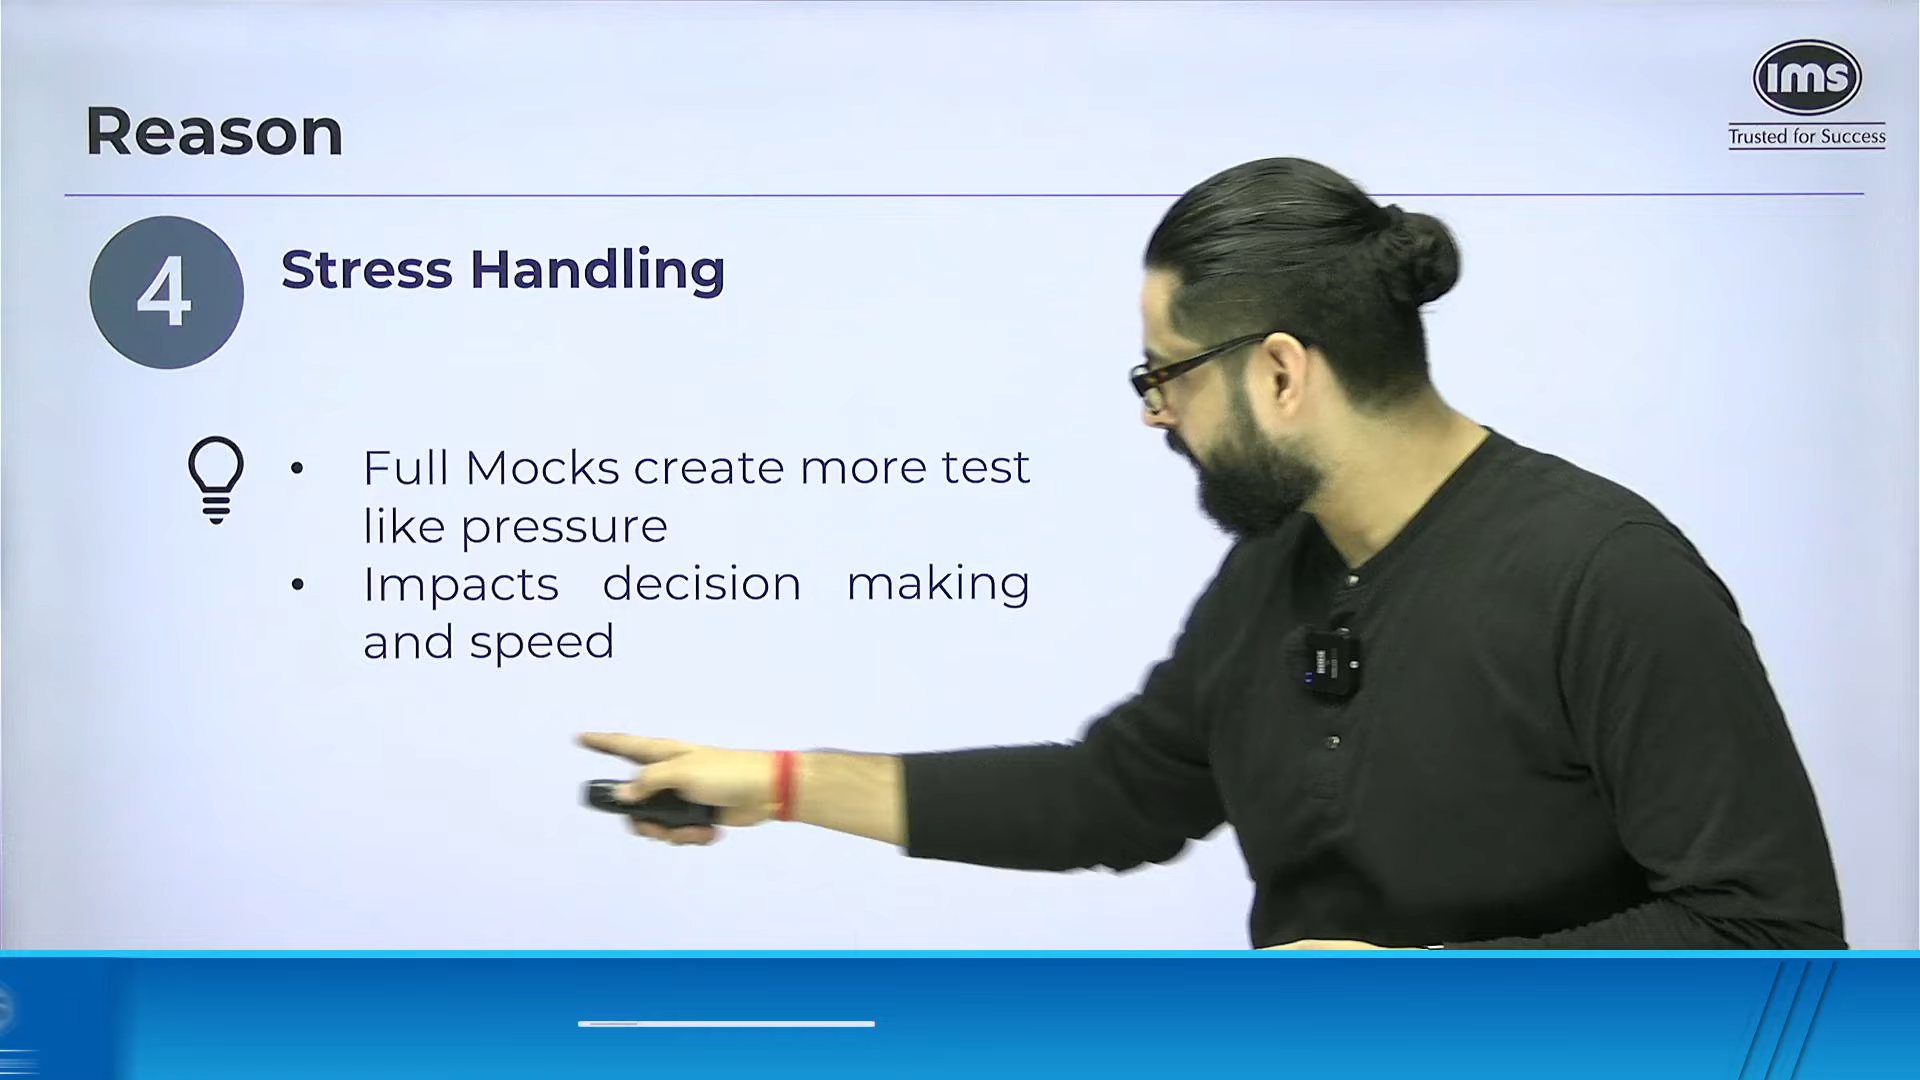 ims
Trusted for Success
Reason
4
Stress Handling
• Full Mocks create more test
like pressure
• Impacts decision making
and speed